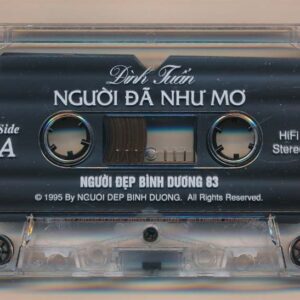 Đình Tuấn
NGƯỜI ĐÃ NHƯ MƠ
Side
A
HiFi
Stereo
NGƯỜI ĐẸP BÌNH DƯƠNG 83
© 1995 By NGUOI DEP BINH DUONG. All Rights Reserved.